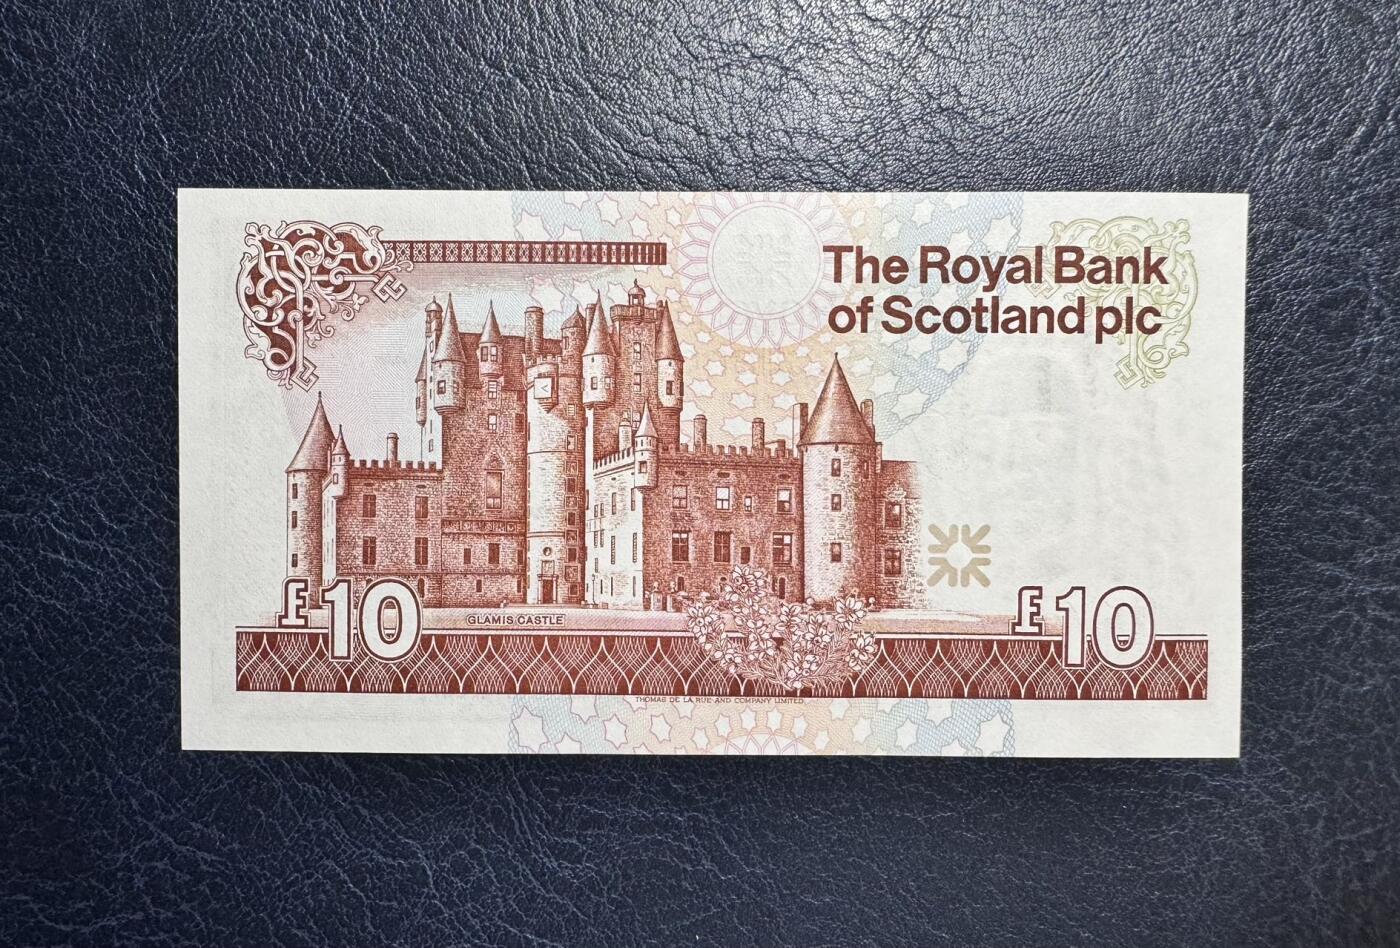 The Royal Bank
of Scotland plc
£10
£10
GLAMIS CASTLE
THOMAS DE LA RUE AND COMPANY LIMITED